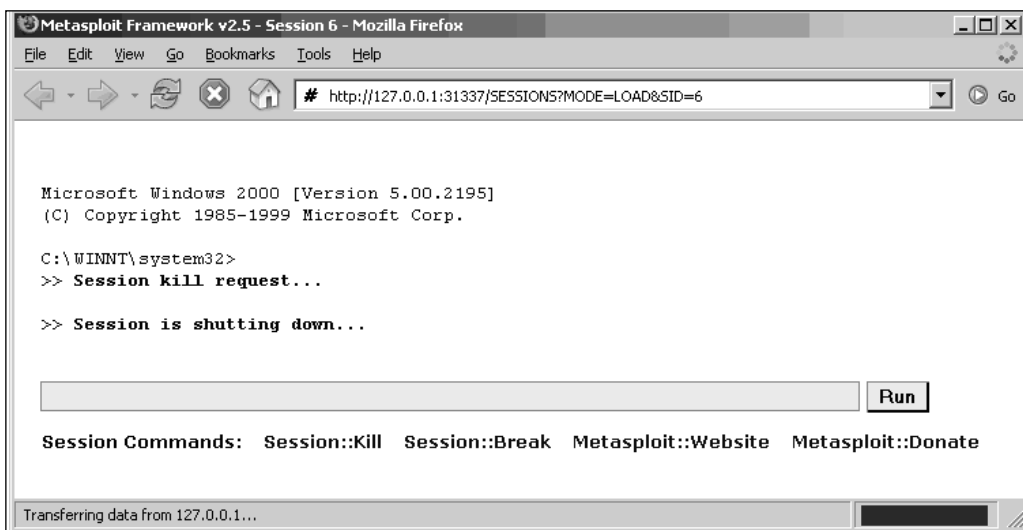 Metasploit Framework v2.5 - Session 6 - Mozilla Firefox
File Edit View Go Bookmarks Tools Help
# http://127.0.0.1:31337/SESSIONS?MODE=LOAD&SID=6 Go
Microsoft Windows 2000 [Version 5.00.2195]
(C) Copyright 1985-1999 Microsoft Corp.
C:\WINNT\system32>
>> Session kill request...
>> Session is shutting down...
Run
Session Commands: Session::Kill Session::Break Metasploit::Website Metasploit::Donate
Transferring data from 127.0.0.1...